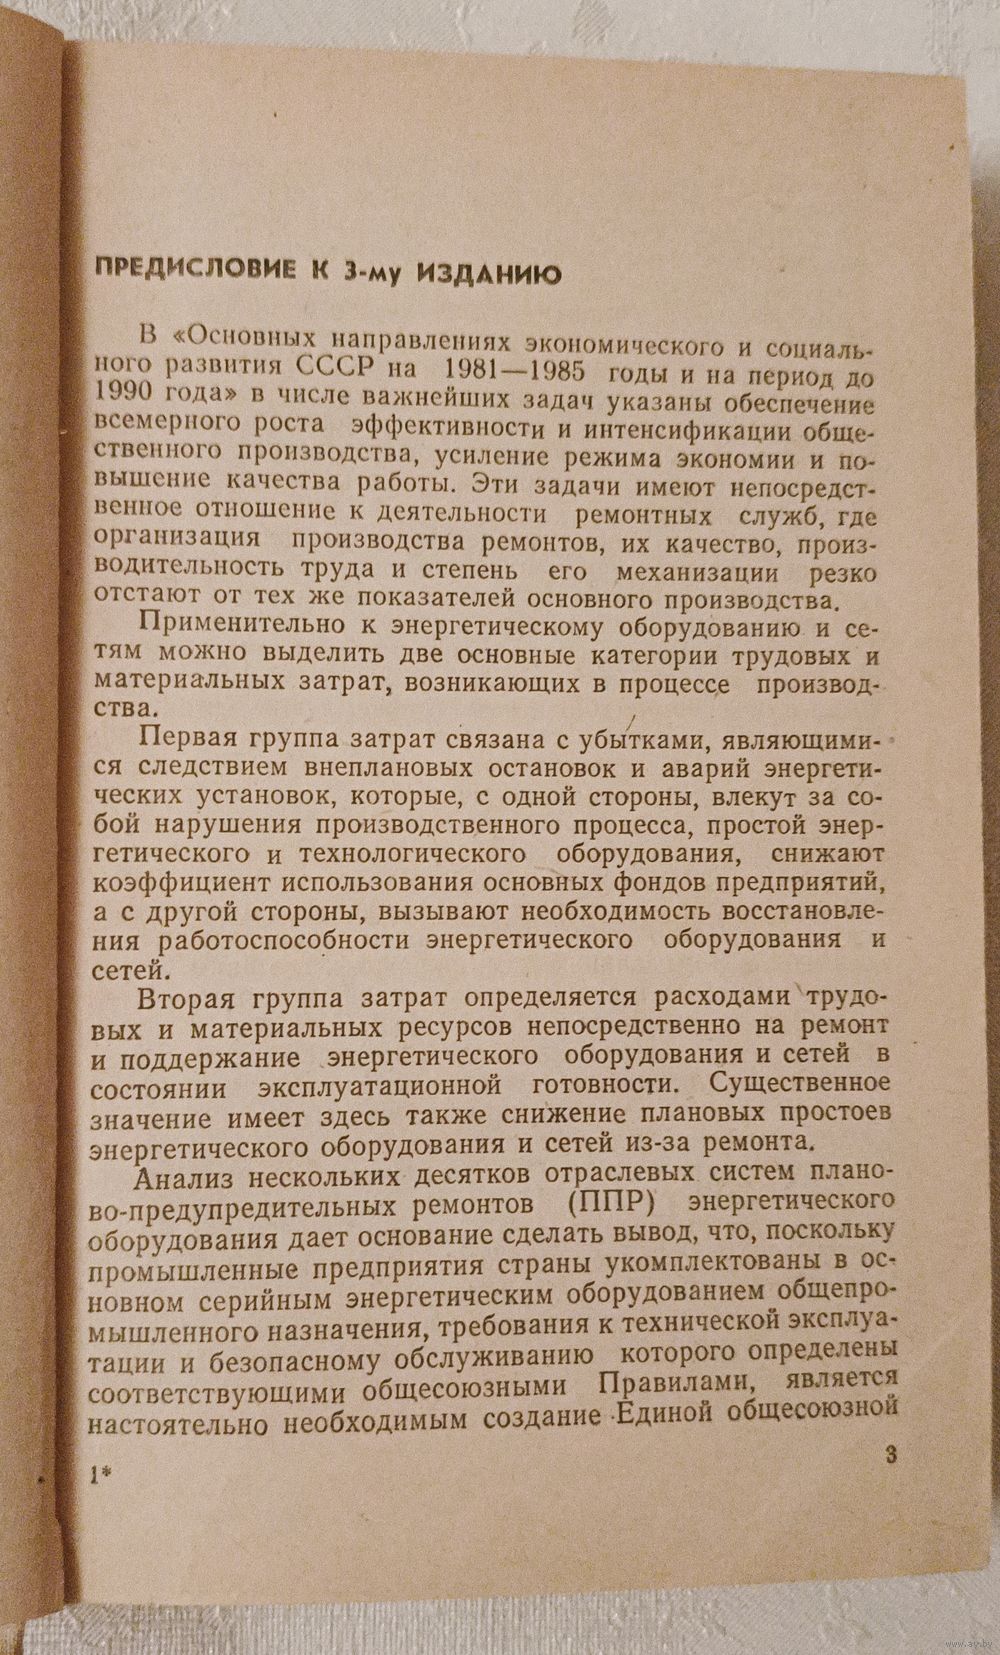 ПРЕДИСЛОВИЕ К 3-му ИЗДАНИЮ
В «Основных направлениях экономического и социаль-
ного развития СССР на 1981—1985 годы и на период до
1990 года» в числе важнейших задач указаны обеспечение
всемерного роста эффективности и интенсификации обще-
ственного производства, усиление режима экономии и по-
вышение качества работы. Эти задачи имеют непосредст-
венное отношение к деятельности ремонтных служб, где
организация производства ремонтов, их качество, произ-
водительность труда и степень его механизации резко
отстают от тех же показателей основного производства.
Применительно к энергетическому оборудованию и се-
тям можно выделить две основные категории трудовых и
материальных затрат, возникающих в процессе производ-
ства.
Первая группа затрат связана с убытками, являющими-
ся следствием внеплановых остановок и аварий энергети-
ческих установок, которые, с одной стороны, влекут за со-
бой нарушения производственного процесса, простой энер-
гетического и технологического оборудования, снижают
коэффициент использования основных фондов предприятий,
а с другой стороны, вызывают необходимость восстановле-
ния работоспособности энергетического оборудования и
сетей.
Вторая группа затрат определяется расходами трудо-
вых и материальных ресурсов непосредственно на ремонт
и поддержание энергетического оборудования и сетей в
состоянии эксплуатационной готовности. Существенное
значение имеет здесь также снижение плановых простоев
энергетического оборудования и сетей из-за ремонта.
Анализ нескольких десятков отраслевых систем плано-
во-предупредительных ремонтов (ППР) энергетического
оборудования дает основание сделать вывод, что, поскольку
промышленные предприятия страны укомплектованы в ос-
новном серийным энергетическим оборудованием общепро-
мышленного назначения, требования к технической эксплуа-
тации и безопасному обслуживанию которого определены
соответствующими общесоюзными Правилами, является
настоятельно необходимым создание Единой общесоюзной
1*
3
www.ay.by